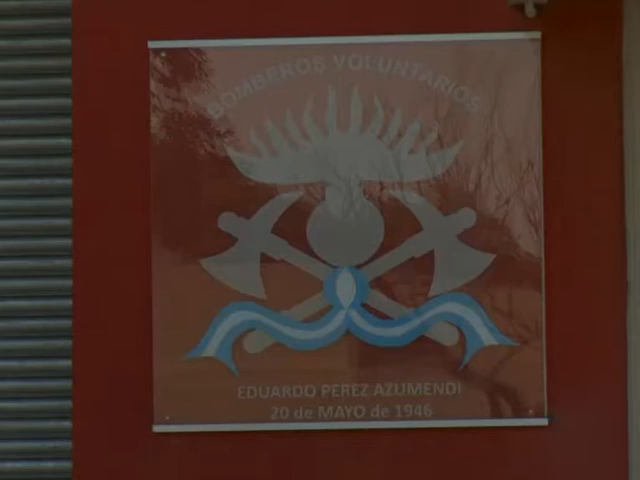 BOMBEROS VOLUNTARIOS
EDUARDO PEREZ AZUMENDI
20 de MAYO de 1946